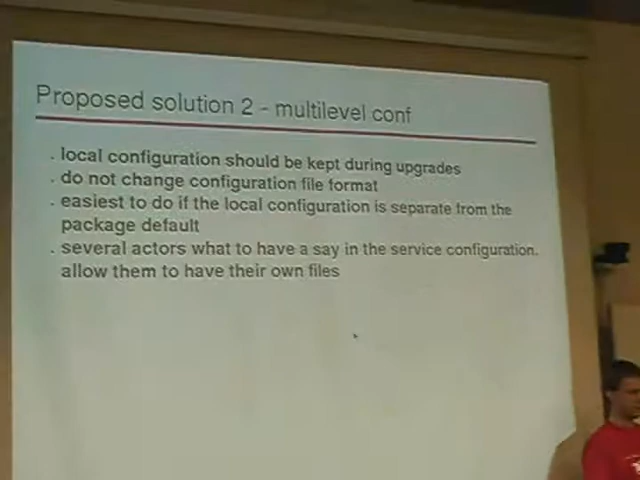 Proposed solution 2 - multilevel conf
. local configuration should be kept during upgrades
. do not change configuration file format
. easiest to do if the local configuration is separate from the
package default
. several actors what to have a say in the service configuration.
allow them to have their own files